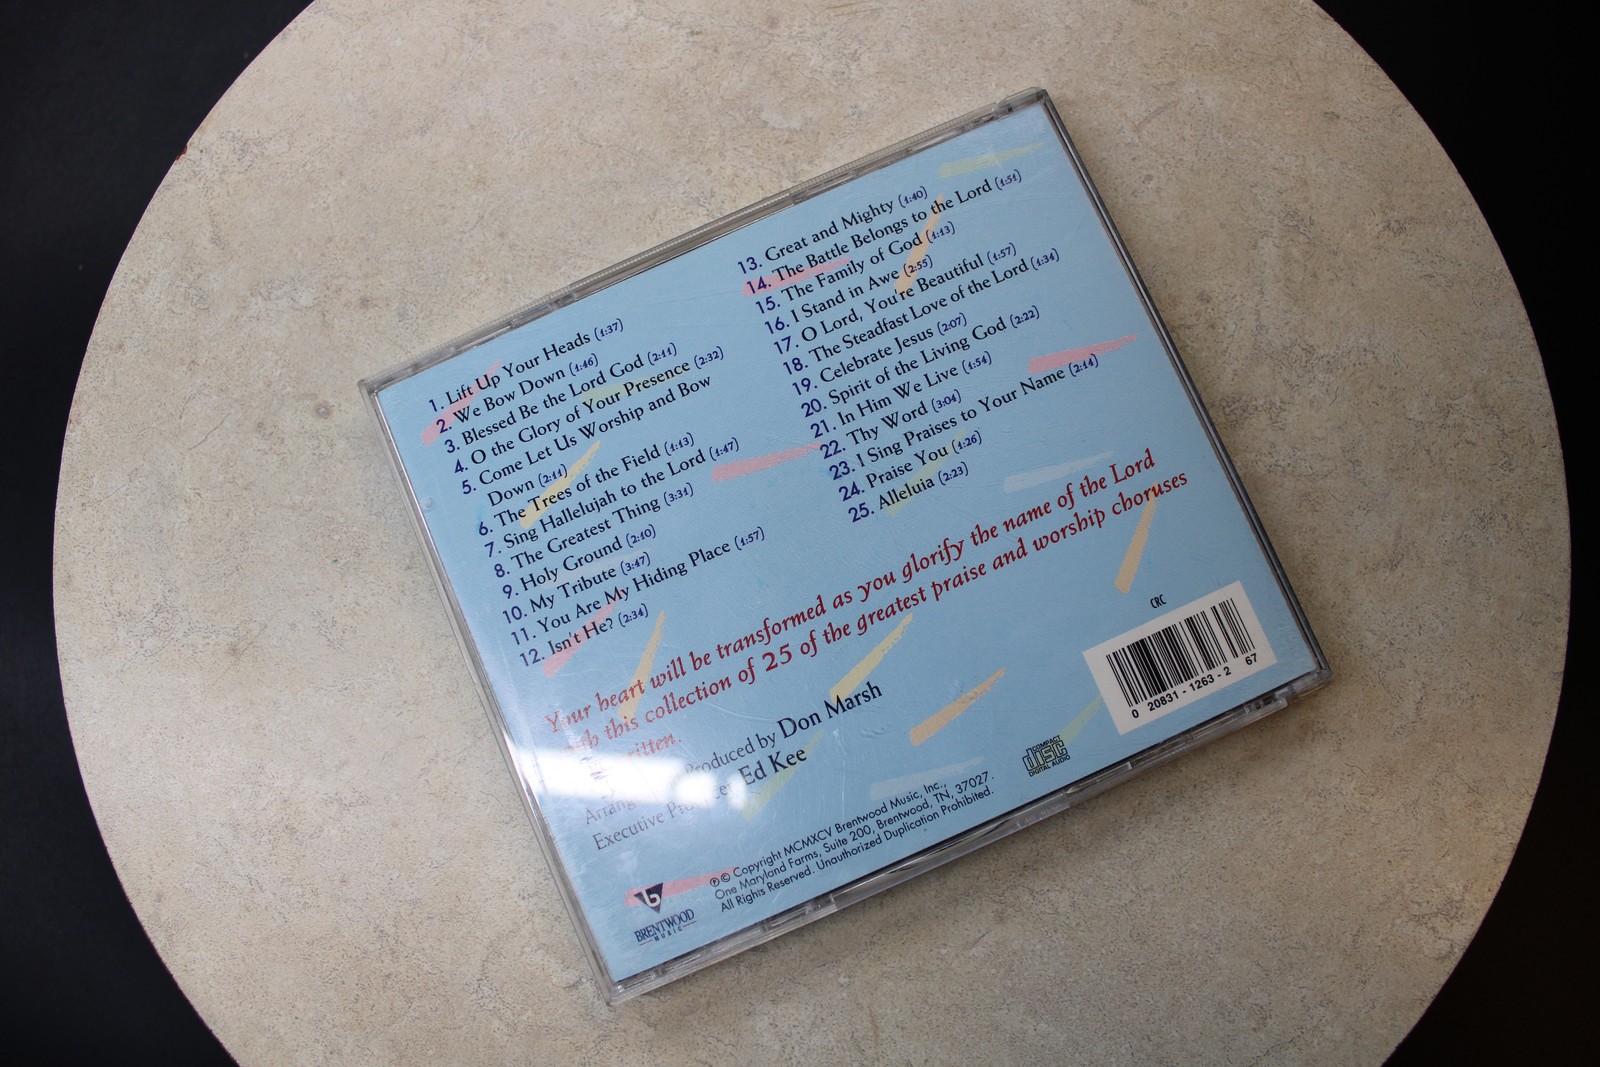 1. Lift Up Your Heads (1:37)
2. We Bow Down (1:46)
3. Blessed Be the Lord God (2:11)
4. O the Glory of Your Presence (2:32)
5. Come Let Us Worship and Bow
Down (2:11)
6. The Trees of the Field (1:13)
7. Sing Hallelujah to the Lord (1:47)
8. The Greatest Thing (3:31)
9. Holy Ground (2:10)
10. My Tribute (3:47)
11. You Are My Hiding Place (1:57)
12. Isn't He? (2:34)
13. Great and Mighty (1:40)
14. The Battle Belongs to the Lord (1:51)
15. The Family of God (1:13)
16. I Stand in Awe (2:55)
17. O Lord, You're Beautiful (1:57)
18. The Steadfast Love of the Lord (1:34)
19. Celebrate Jesus (2:07)
20. Spirit of the Living God (2:22)
21. In Him We Live (1:54)
22. Thy Word (3:04)
23. I Sing Praises to Your Name (2:14)
24. Praise You (1:26)
25. Alleluia (2:23)
Your heart will be transformed as you glorify the name of the Lord
this collection of 25 of the greatest praise and worship choruses
Produced by Don Marsh
Executive Ed Kee
℗© Copyright MCMXCV Brentwood Music, Inc.,
One Maryland Farms, Suite 200, Brentwood, TN, 37027.
All Rights Reserved. Unauthorized Duplication Prohibited.
BRENTWOOD
MUSIC
COMPACT
disc
DIGITAL AUDIO
CRC
0 20831 - 1263 - 2 67